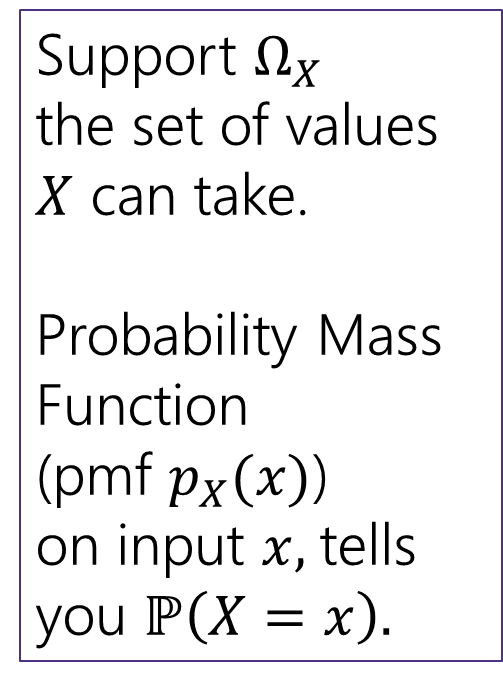 Support Ω_X
the set of values
X can take.
Probability Mass
Function
(pmf p_X(x))
on input x, tells
you ℙ(X = x).